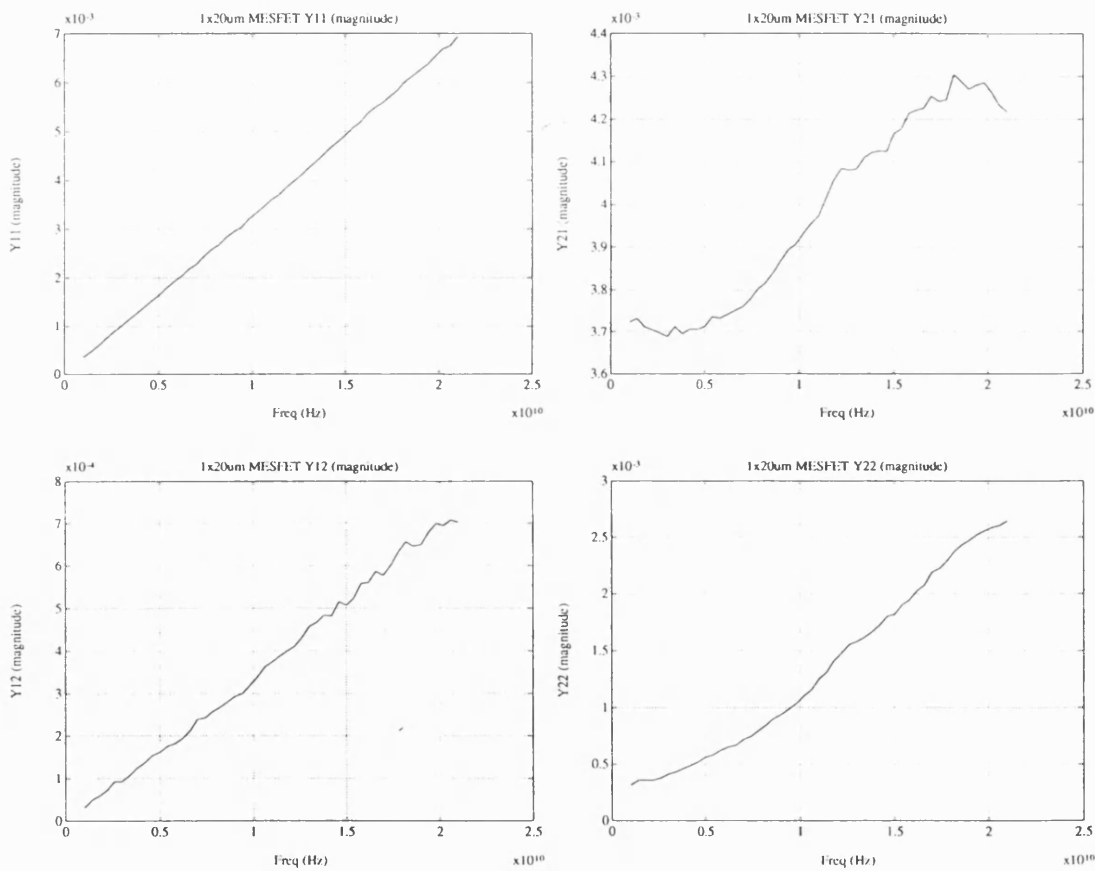 x10-3
1x20um MESFET Y11 (magnitude)
7
6
5
4
3
2
1
0
0
0.5
1
1.5
2
2.5
Y11 (magnitude)
Freq (Hz)
x1010
x10-3
1x20um MESFET Y21 (magnitude)
4.4
4.3
4.2
4.1
4
3.9
3.8
3.7
3.6
0
0.5
1
1.5
2
2.5
Y21 (magnitude)
Freq (Hz)
x1010
x10-4
1x20um MESFET Y12 (magnitude)
8
7
6
5
4
3
2
1
0
0
0.5
1
1.5
2
2.5
Y12 (magnitude)
Freq (Hz)
x1010
x10-3
1x20um MESFET Y22 (magnitude)
3
2.5
2
1.5
1
0.5
0
0
0.5
1
1.5
2
2.5
Y22 (magnitude)
Freq (Hz)
x1010